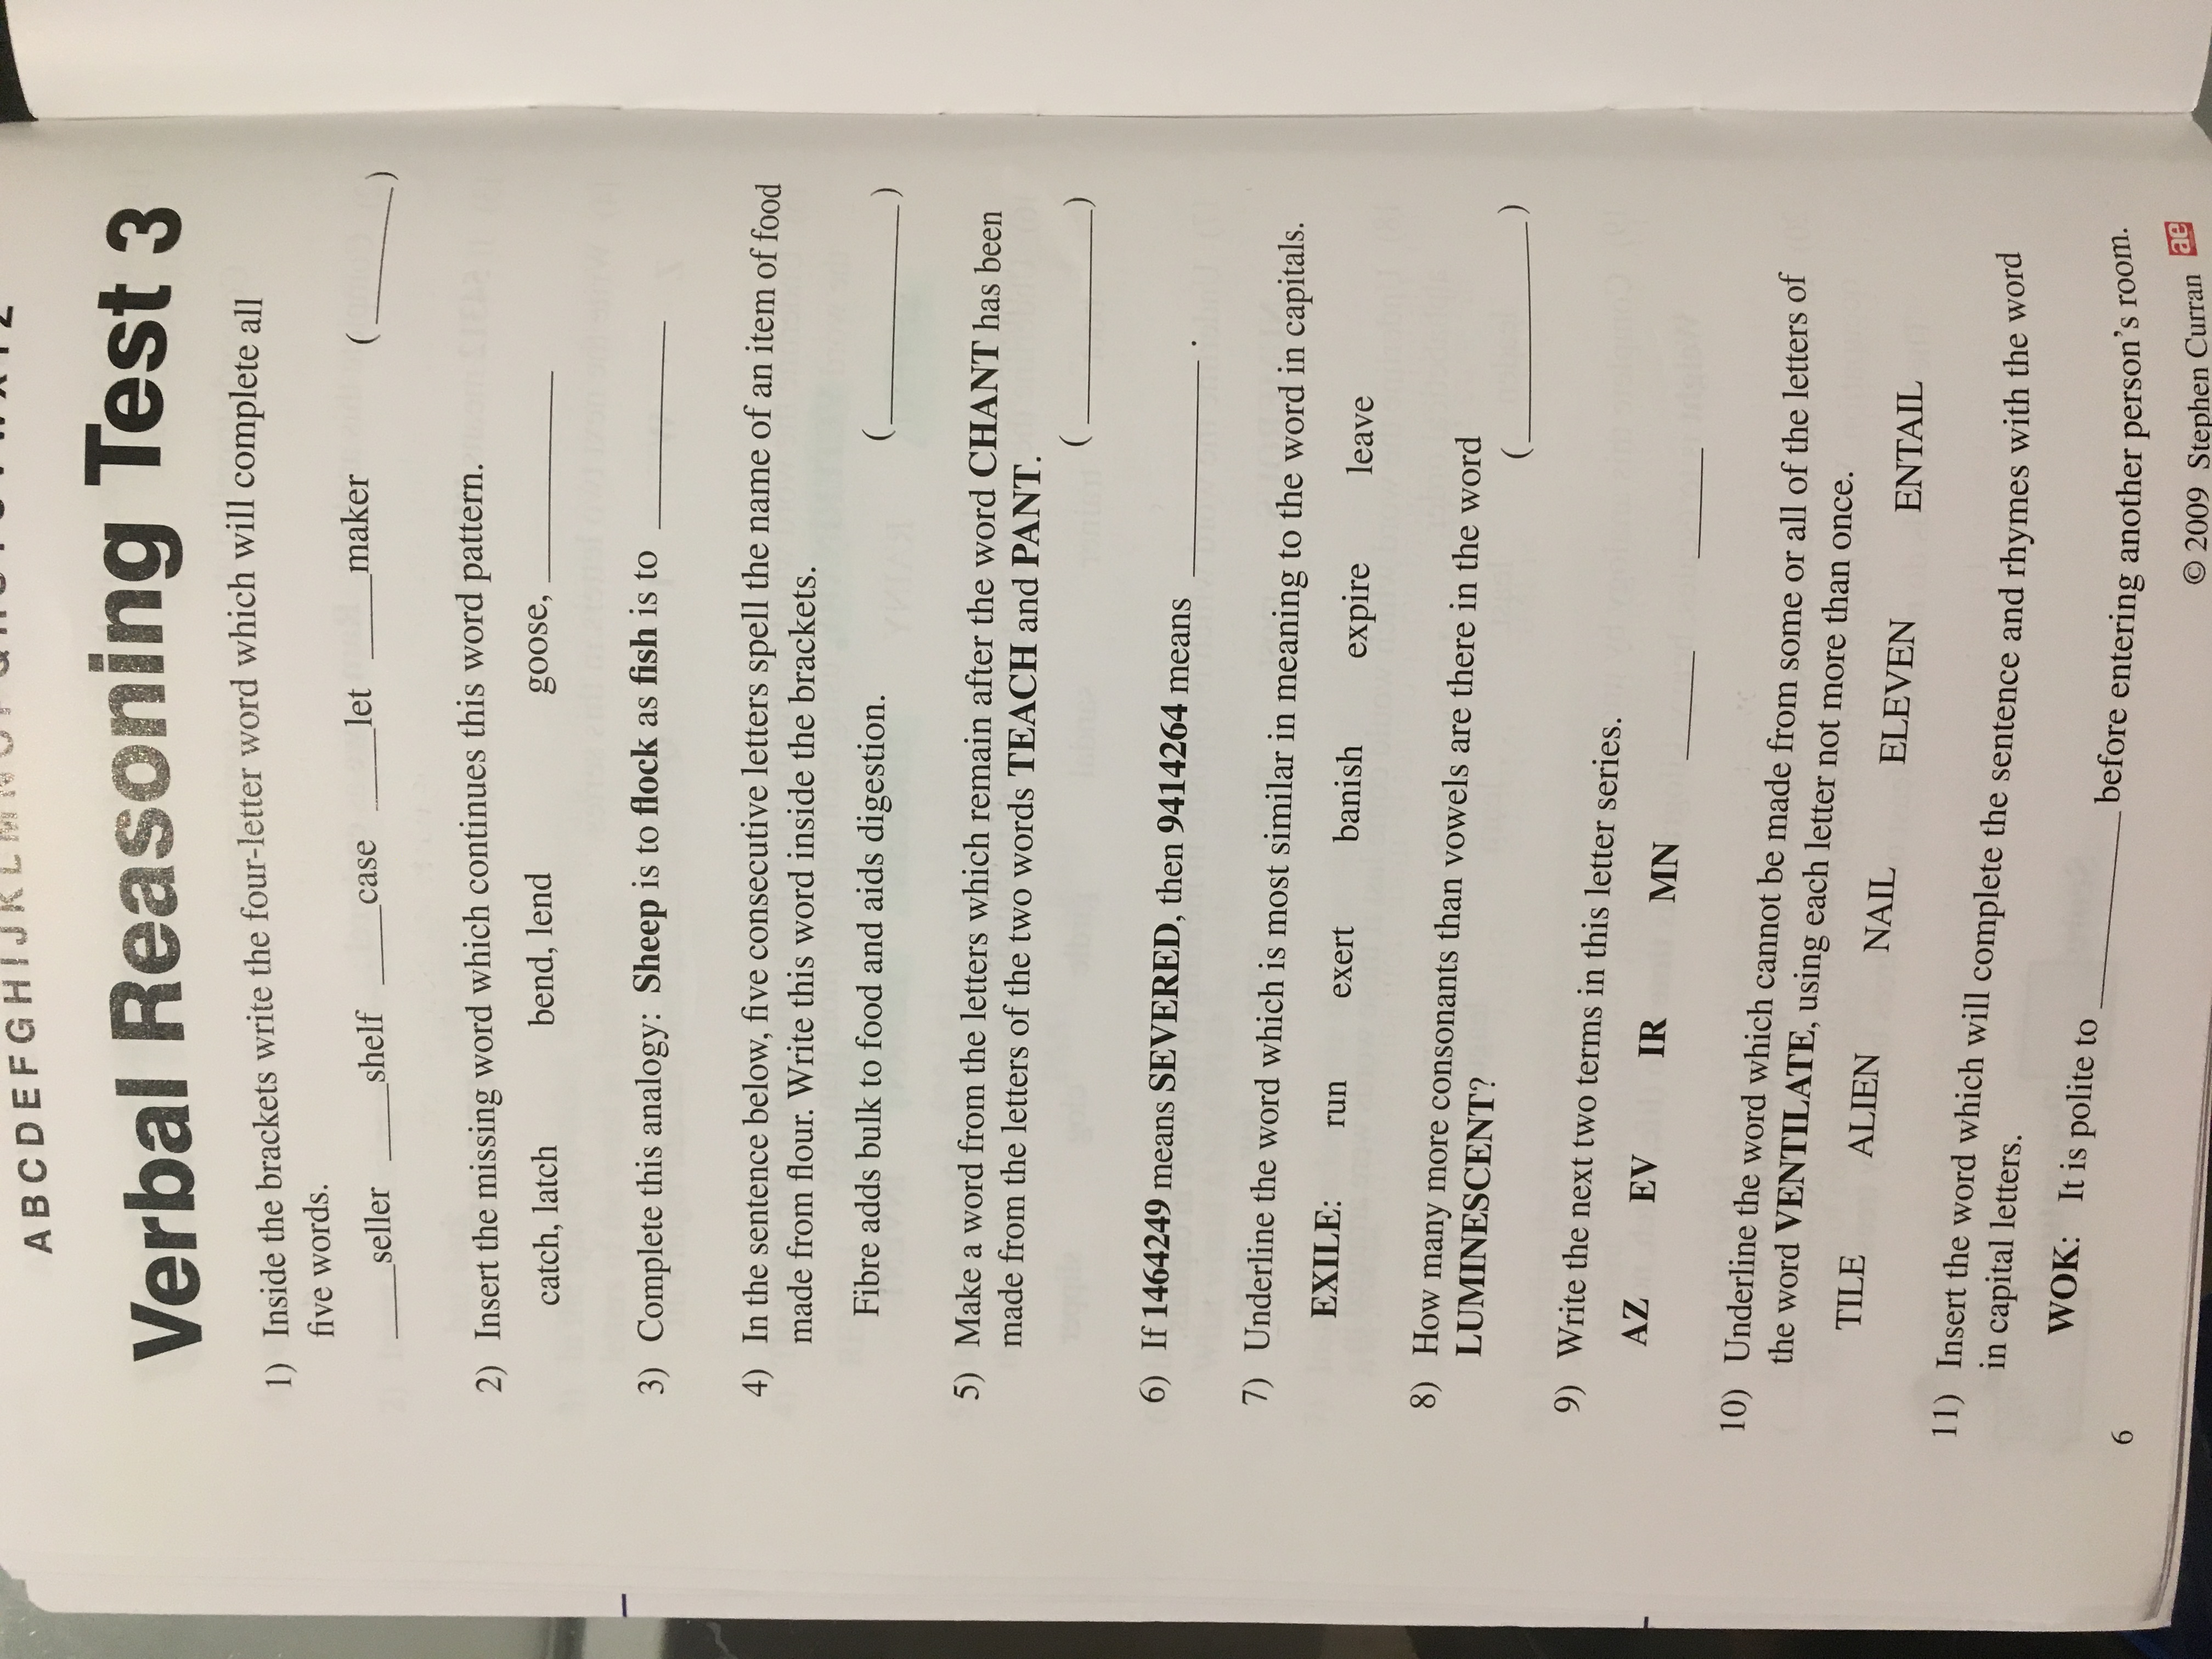 A B C D E F G H I J K L M N O P Q R S T U V W X Y Z
Verbal Reasoning Test 3
1) Inside the brackets write the four-letter word which will complete all
five words.
____seller ____shelf ____case ____let ____maker (_______)
2) Insert the missing word which continues this word pattern.
catch, latch bend, lend goose, ___________
3) Complete this analogy: Sheep is to flock as fish is to ___________
4) In the sentence below, five consecutive letters spell the name of an item of food
made from flour. Write this word inside the brackets.
Fibre adds bulk to food and aids digestion. (___________)
5) Make a word from the letters which remain after the word CHANT has been
made from the letters of the two words TEACH and PANT.
(___________)
6) If 1464249 means SEVERED, then 9414264 means ___________ .
7) Underline the word which is most similar in meaning to the word in capitals.
EXILE: run exert banish expire leave
8) How many more consonants than vowels are there in the word
LUMINESCENT?
(___________)
9) Write the next two terms in this letter series.
AZ EV IR MN ______ ______
10) Underline the word which cannot be made from some or all of the letters of
the word VENTILATE, using each letter not more than once.
TILE ALIEN NAIL ELEVEN ENTAIL
11) Insert the word which will complete the sentence and rhymes with the word
in capital letters.
WOK: It is polite to __________ before entering another person's room.
6
© 2009 Stephen Curran ae